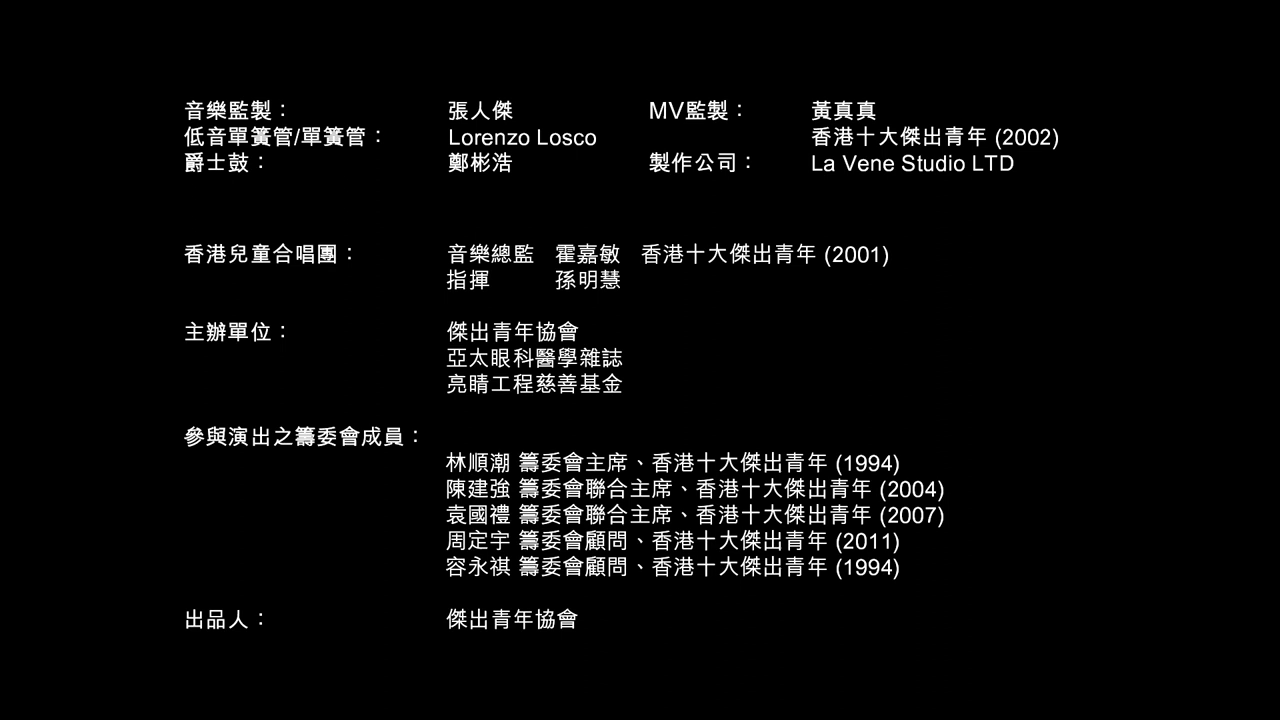 音樂監製： 張人傑 MV監製： 黃真真
低音單簧管/單簧管： Lorenzo Losco 香港十大傑出青年 (2002)
爵士鼓： 鄭彬浩 製作公司： La Vene Studio LTD
香港兒童合唱團： 音樂總監 霍嘉敏 香港十大傑出青年 (2001)
指揮 孫明慧
主辦單位： 傑出青年協會
亞太眼科醫學雜誌
亮睛工程慈善基金
參與演出之籌委會成員：
林順潮 籌委會主席、香港十大傑出青年 (1994)
陳建強 籌委會聯合主席、香港十大傑出青年 (2004)
袁國禮 籌委會聯合主席、香港十大傑出青年 (2007)
周定宇 籌委會顧問、香港十大傑出青年 (2011)
容永祺 籌委會顧問、香港十大傑出青年 (1994)
出品人： 傑出青年協會